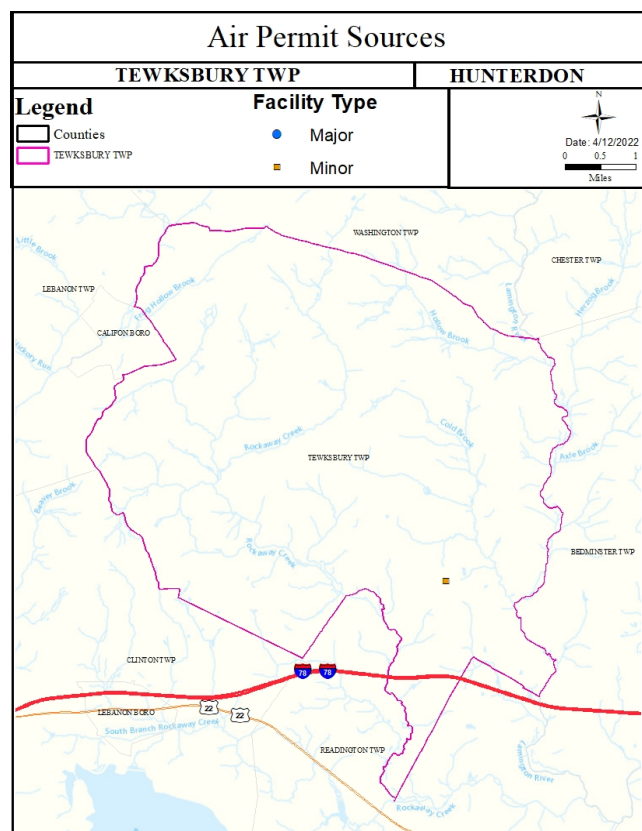 Air Permit Sources
TEWKSBURY TWP
HUNTERDON
Legend
Counties
TEWKSBURY TWP
Facility Type
Major
Minor
N
Date: 4/12/2022
0 0.5 1
Miles
WASHINGTON TWP
Little Brook
CHESTER TWP
LEBANON TWP
Frog Hollow Brook
Lamington River
Herzog Brook
CALIFON BORO
Hollow Brook
Hickory Run
Cold Brook
Rockaway Creek
Axle Brook
TEWKSBURY TWP
Beaver Brook
Rockaway Creek
BEDMINSTER TWP
CLINTON TWP
78
78
LEBANON BORO
22
22
South Branch Rockaway Creek
READINGTON TWP
Lamington River
Rockaway Creek